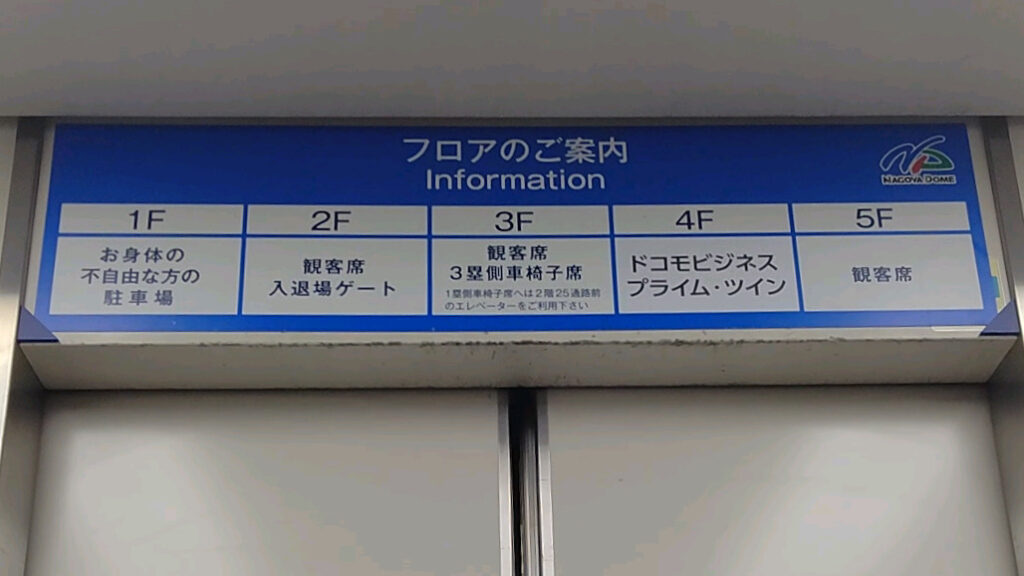 フロアのご案内
Information
NAGOYA DOME
1F
お身体の
不自由な方の
駐車場
2F
観客席
入退場ゲート
3F
観客席
3塁側車椅子席
1塁側車椅子席へは2階25通路前
のエレベーターをご利用下さい
4F
ドコモビジネス
プライム・ツイン
5F
観客席